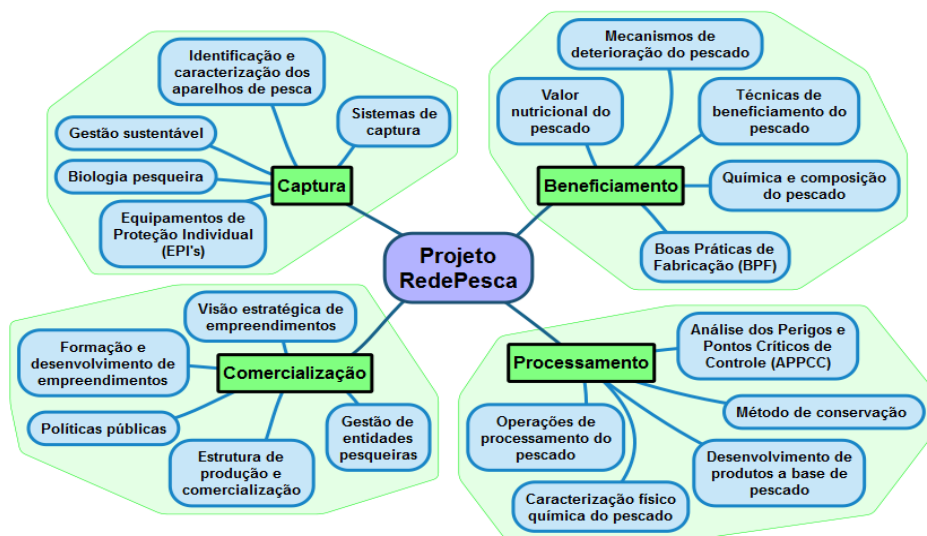 Identificação e
caracterização dos
aparelhos de pesca
Sistemas de
captura
Gestão sustentável
Biologia pesqueira
Captura
Equipamentos de
Proteção Individual
(EPI's)
Mecanismos de
deterioração do pescado
Valor
nutricional do
pescado
Técnicas de
beneficiamento do
pescado
Beneficiamento
Química e composição
do pescado
Boas Práticas de
Fabricação (BPF)
Projeto
RedePesca
Visão estratégica de
empreendimentos
Formação e
desenvolvimento de
empreendimentos
Comercialização
Políticas públicas
Gestão de
entidades
pesqueiras
Estrutura de
produção e
comercialização
Análise dos Perigos e
Pontos Críticos de
Controle (APPCC)
Processamento
Método de conservação
Operações de
processamento do
pescado
Desenvolvimento de
produtos a base de
pescado
Caracterização físico
química do pescado